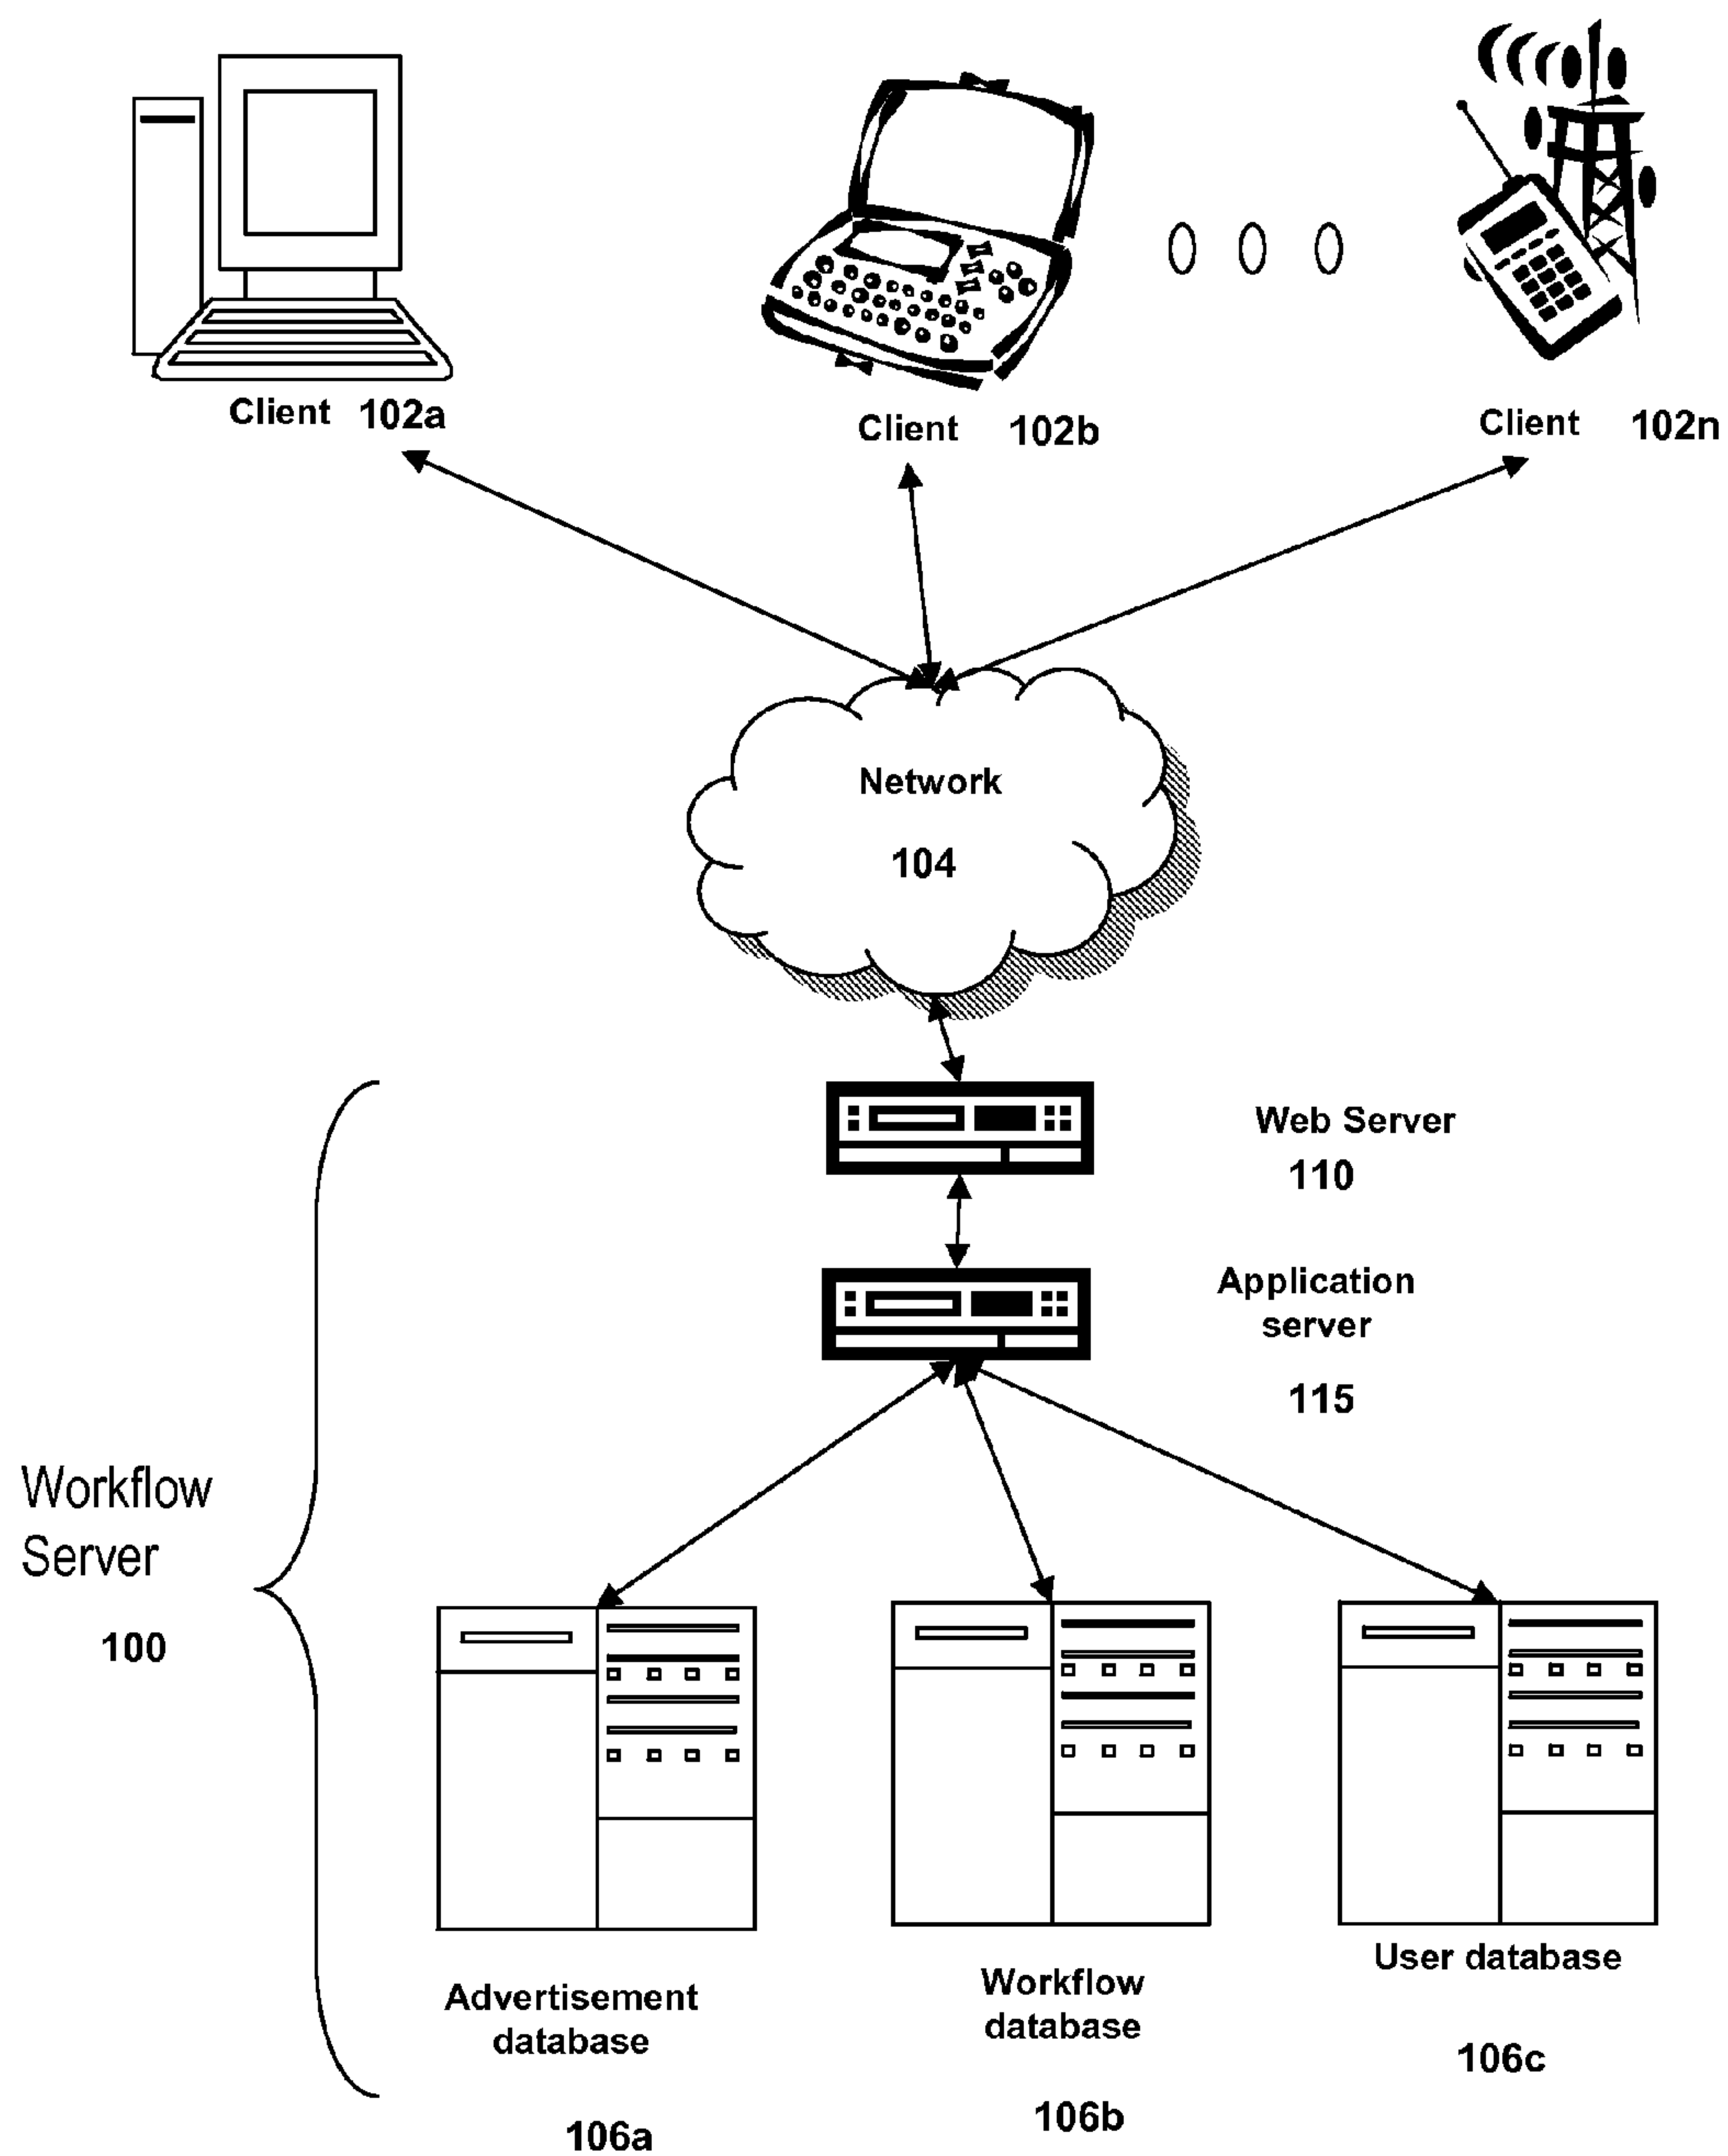 Client 102a
Client 102b
Client 102n
Network
104
Web Server
110
Application
server
115
Workflow
Server
100
Advertisement
database
106a
Workflow
database
106b
User database
106c